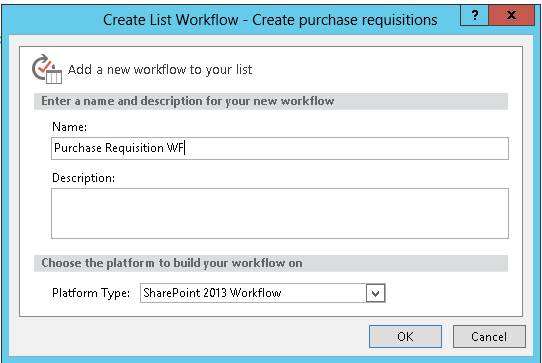 Create List Workflow - Create purchase requisitions ? x
Add a new workflow to your list
Enter a name and description for your new workflow
Name:
Purchase Requisition WF
Description:
Choose the platform to build your workflow on
Platform Type: SharePoint 2013 Workflow
OK Cancel